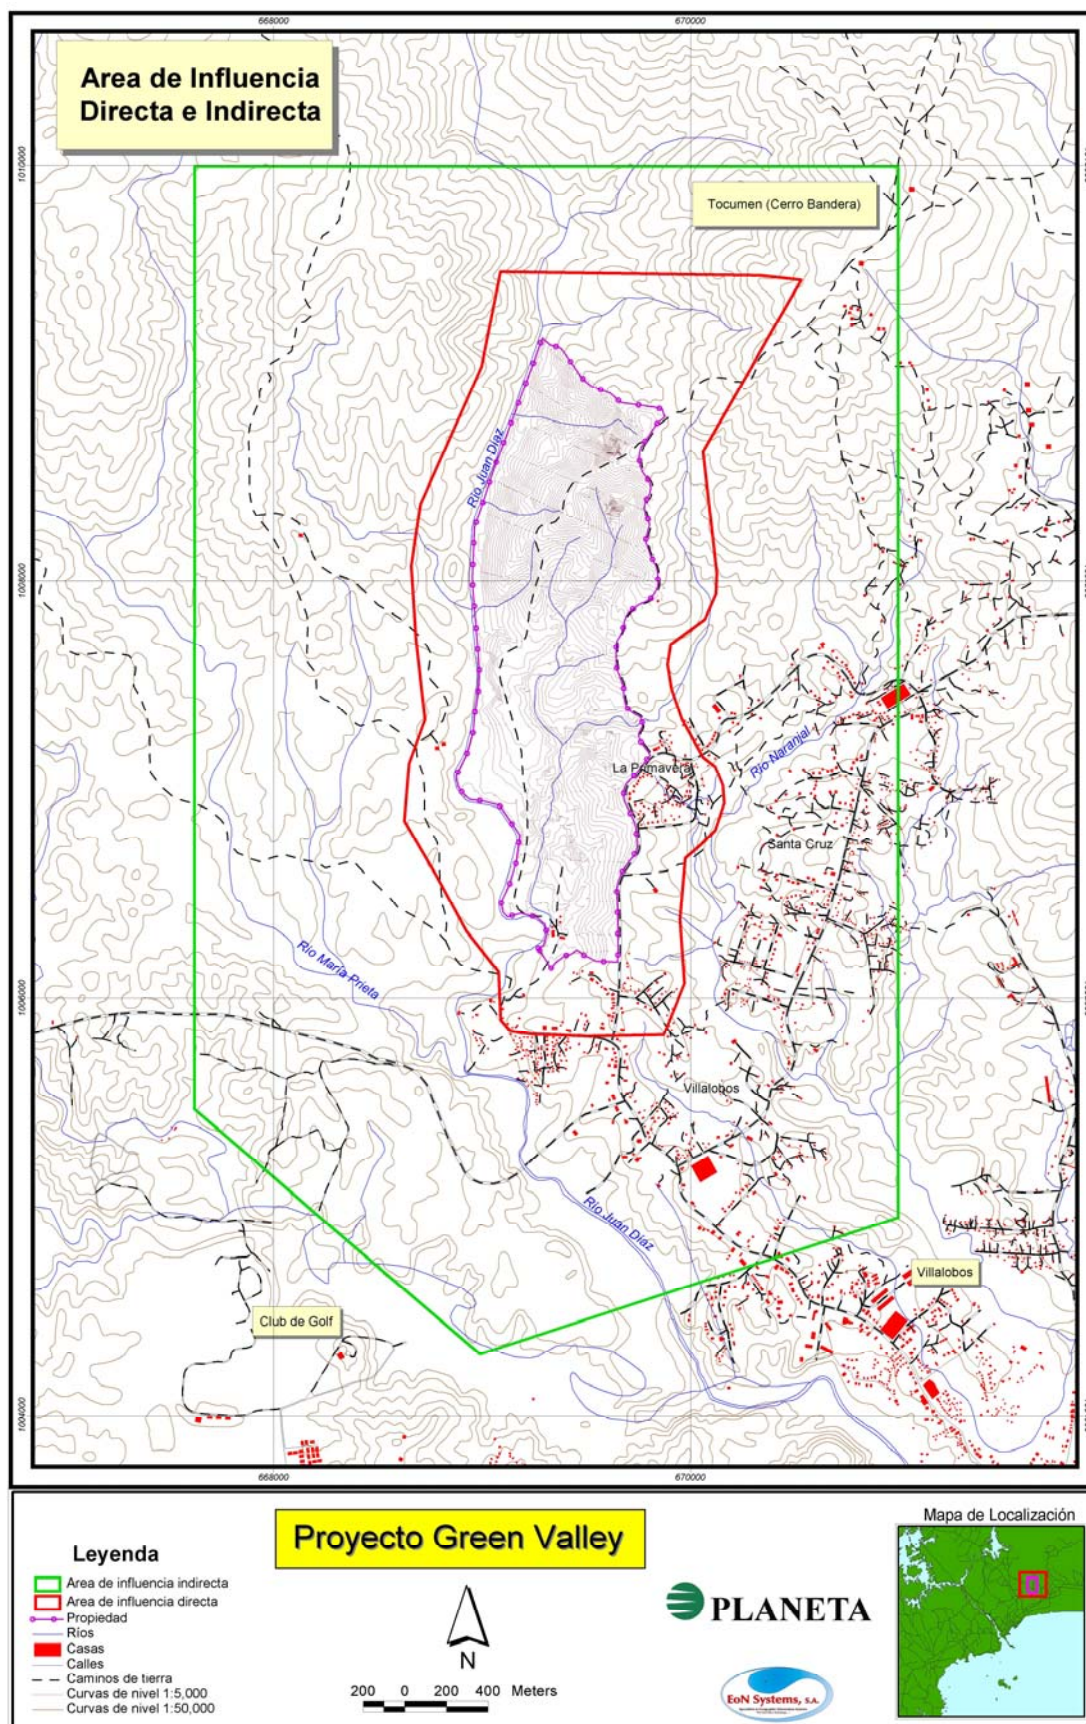 668000
670000
Area de Influencia
Directa e Indirecta
1010000
Tocumen (Cerro Bandera)
Río Juan Díaz
1008000
La Primavera
Río Naranjal
Santa Cruz
Río María Prieta
1006000
Villalobos
Río Juan Díaz
Villalobos
Club de Golf
1004000
668000
670000
Proyecto Green Valley
Mapa de Localización
Leyenda
Area de influencia indirecta
Area de influencia directa
Propiedad
Ríos
Casas
Calles
Caminos de tierra
Curvas de nivel 1:5,000
Curvas de nivel 1:50,000
N
200 0 200 400 Meters
PLANETA
EoN Systems, S.A.